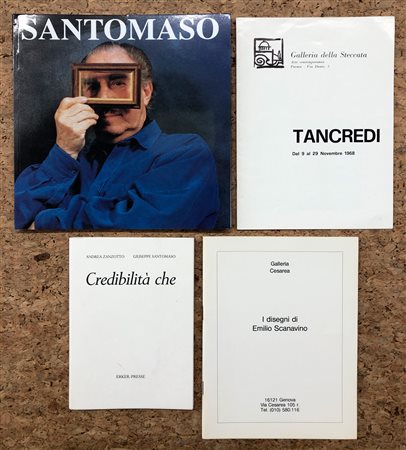 SANTOMASO
Galleria della Steccata
Arte contemporanea
Parma - Via Dante, 5
TANCREDI
Dal 9 al 29 Novembre 1968
ANDREA ZANZOTTO GIUSEPPE SANTOMASO
Credibilità che
ERKER-PRESSE
Galleria
Cesarea
I disegni di
Emilio Scanavino
16121 Genova
Via Cesarea 105 r.
Tel. (010) 580.116